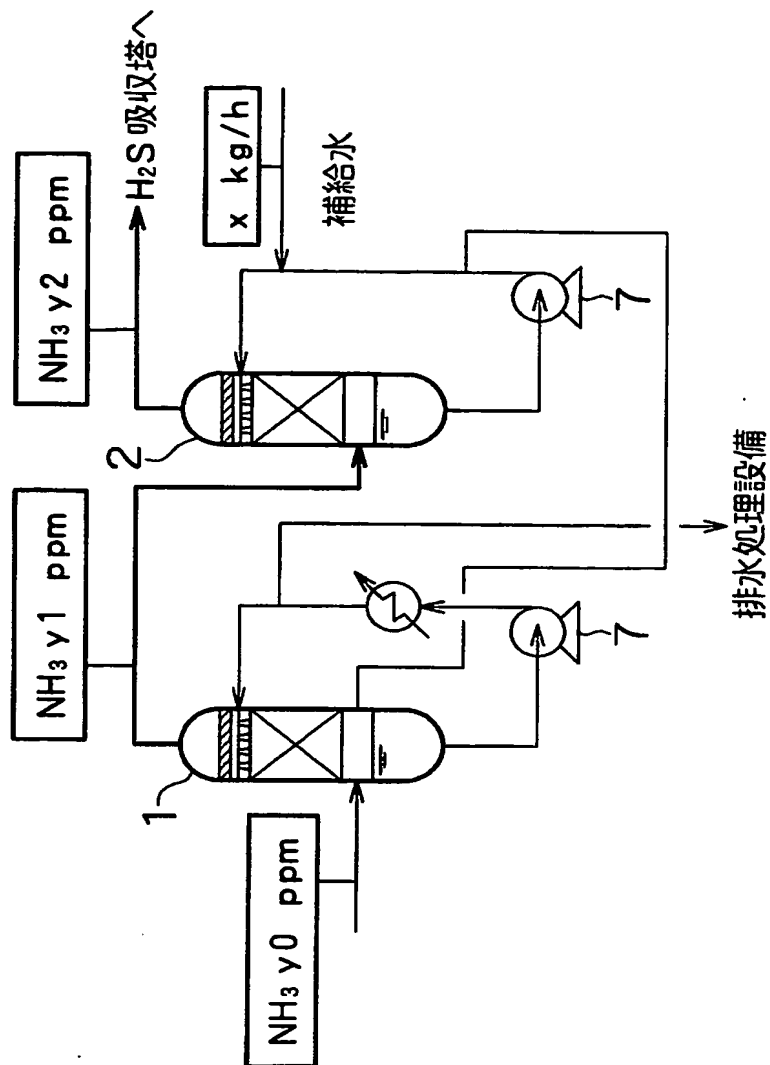 NH₃ y0 ppm
1
NH₃ y1 ppm
7
排水処理設備
2
NH₃ y2 ppm
H₂S 吸収塔へ
x kg/h
補給水
7